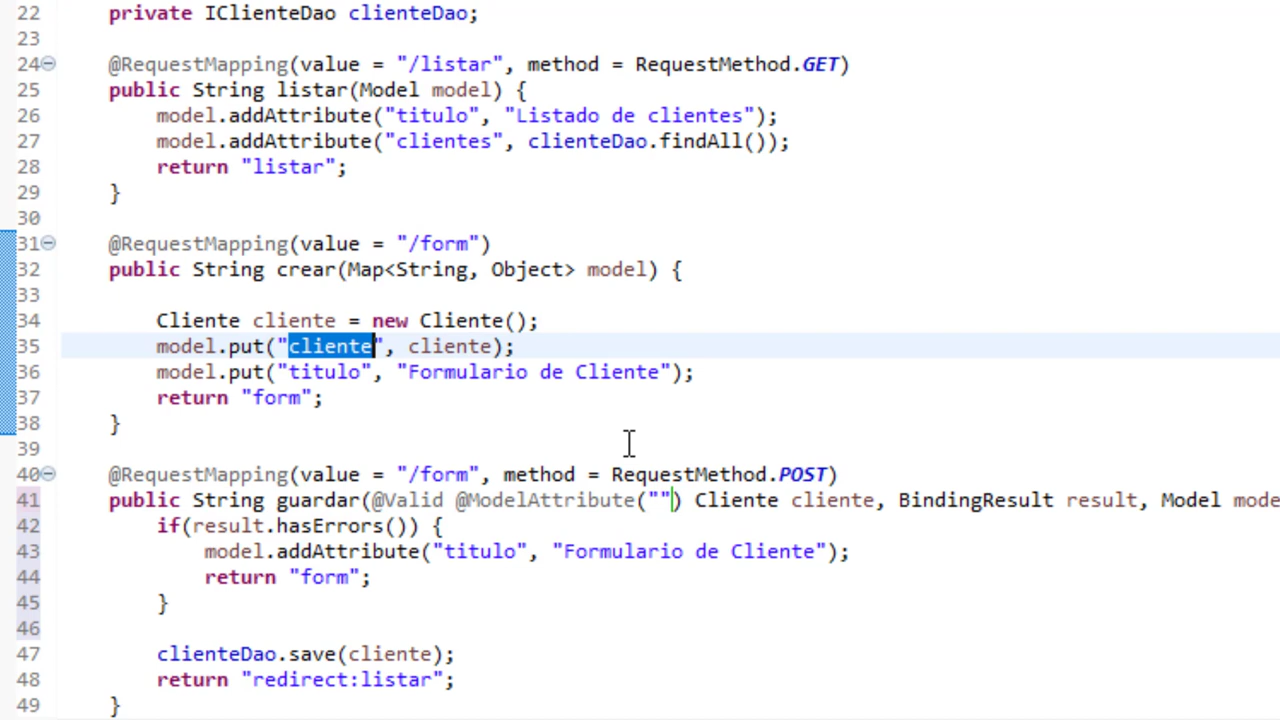 22 private IClienteDao clienteDao;
23
24 @RequestMapping(value = "/listar", method = RequestMethod.GET)
25 public String listar(Model model) {
26 model.addAttribute("titulo", "Listado de clientes");
27 model.addAttribute("clientes", clienteDao.findAll());
28 return "listar";
29 }
30
31 @RequestMapping(value = "/form")
32 public String crear(Map<String, Object> model) {
33
34 Cliente cliente = new Cliente();
35 model.put("cliente", cliente);
36 model.put("titulo", "Formulario de Cliente");
37 return "form";
38 }
39
40 @RequestMapping(value = "/form", method = RequestMethod.POST)
41 public String guardar(@Valid @ModelAttribute("") Cliente cliente, BindingResult result, Model mode
42 if(result.hasErrors()) {
43 model.addAttribute("titulo", "Formulario de Cliente");
44 return "form";
45 }
46
47 clienteDao.save(cliente);
48 return "redirect:listar";
49 }